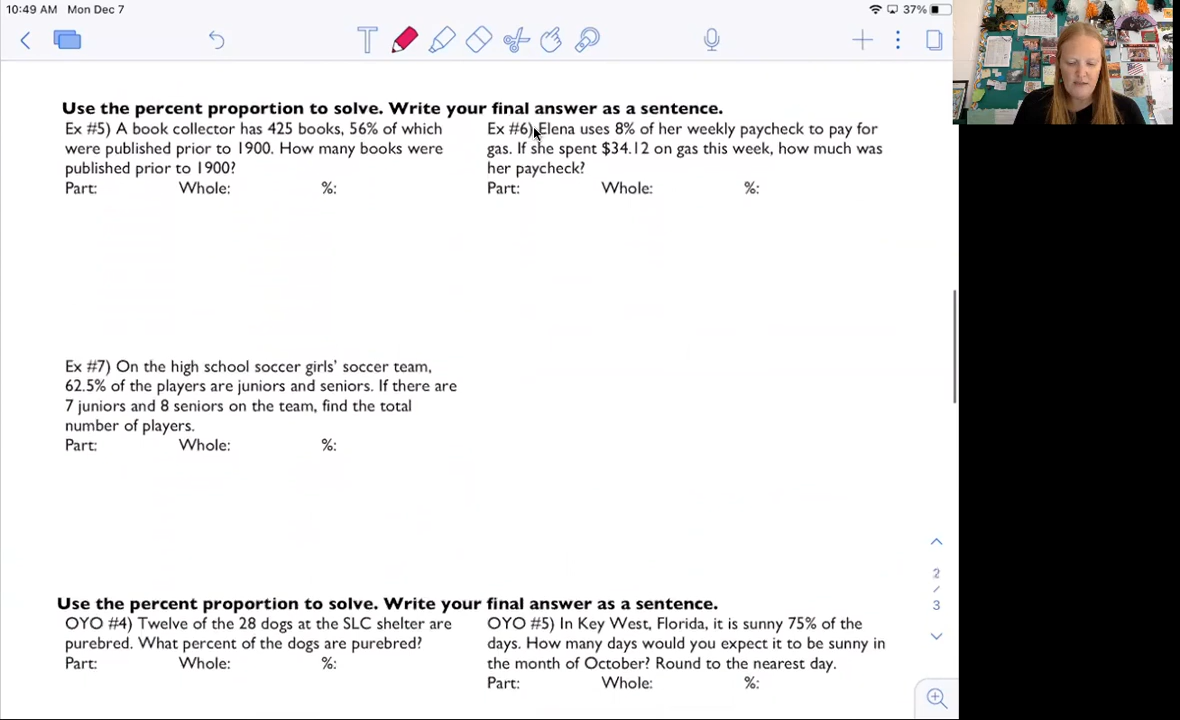 10:49 AM Mon Dec 7
37%
T
Use the percent proportion to solve. Write your final answer as a sentence.
Ex #5) A book collector has 425 books, 56% of which
were published prior to 1900. How many books were
published prior to 1900?
Part: Whole: %:
Ex #6) Elena uses 8% of her weekly paycheck to pay for
gas. If she spent $34.12 on gas this week, how much was
her paycheck?
Part: Whole: %:
Ex #7) On the high school soccer girls' soccer team,
62.5% of the players are juniors and seniors. If there are
7 juniors and 8 seniors on the team, find the total
number of players.
Part: Whole: %:
2
/
3
Use the percent proportion to solve. Write your final answer as a sentence.
OYO #4) Twelve of the 28 dogs at the SLC shelter are
purebred. What percent of the dogs are purebred?
Part: Whole: %:
OYO #5) In Key West, Florida, it is sunny 75% of the
days. How many days would you expect it to be sunny in
the month of October? Round to the nearest day.
Part: Whole: %: